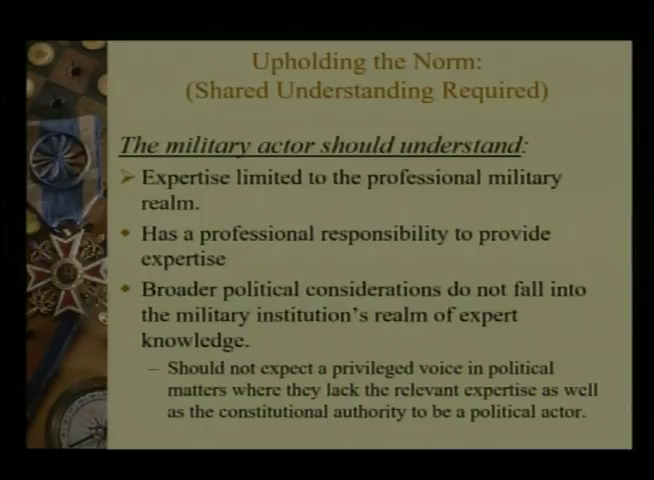 Upholding the Norm:
(Shared Understanding Required)
The military actor should understand:
Expertise limited to the professional military
realm.
Has a professional responsibility to provide
expertise
Broader political considerations do not fall into
the military institution's realm of expert
knowledge.
– Should not expect a privileged voice in political
matters where they lack the relevant expertise as well
as the constitutional authority to be a political actor.